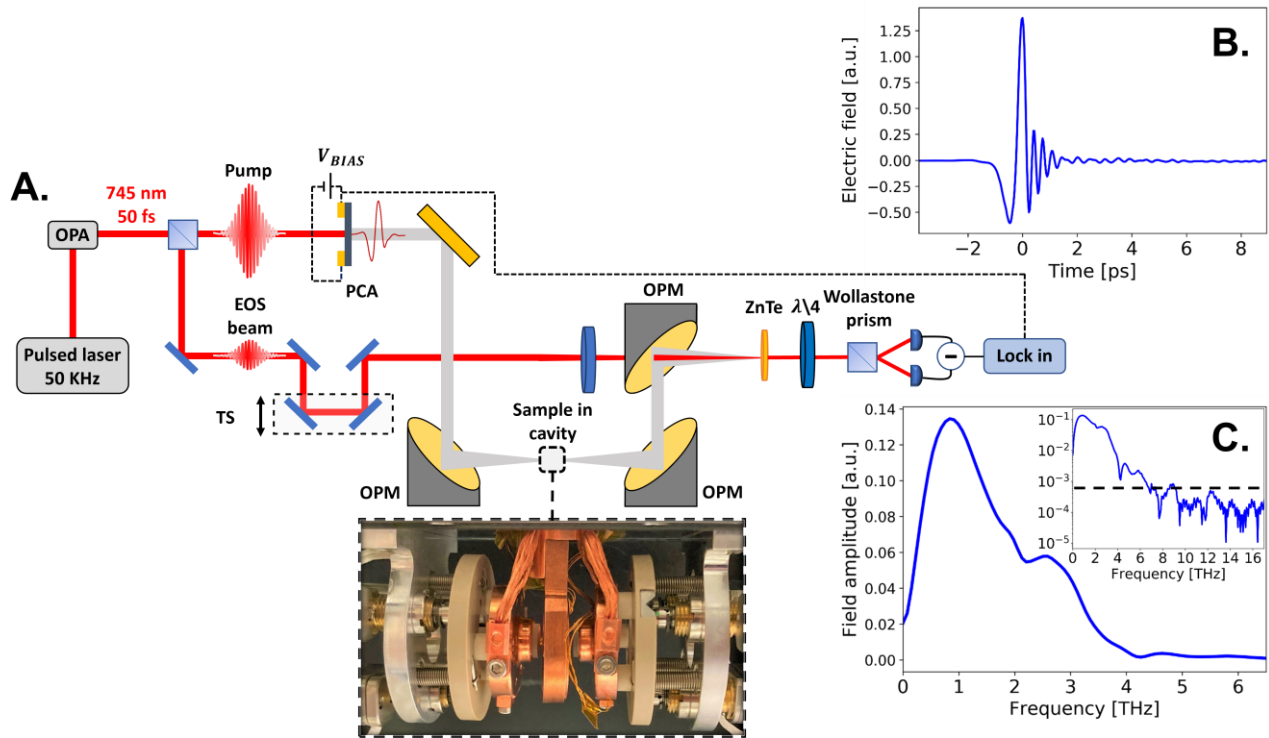 A.
745 nm
50 fs
OPA
Pulsed laser
50 KHz
Pump
EOS
beam
TS
V_BIAS
PCA
OPM
Sample in
cavity
OPM
OPM
ZnTe
λ\4
Wollastone
prism
−
Lock in
B.
Electric field [a.u.]
1.25
1.00
0.75
0.50
0.25
0.00
−0.25
−0.50
−2
0
2
4
6
8
Time [ps]
C.
Field amplitude [a.u.]
0.14
0.12
0.10
0.08
0.06
0.04
0.02
0.00
0
1
2
3
4
5
6
Frequency [THz]
10⁻¹
10⁻²
10⁻³
10⁻⁴
10⁻⁵
0 2 4 6 8 10 12 14 16
Frequency [THz]